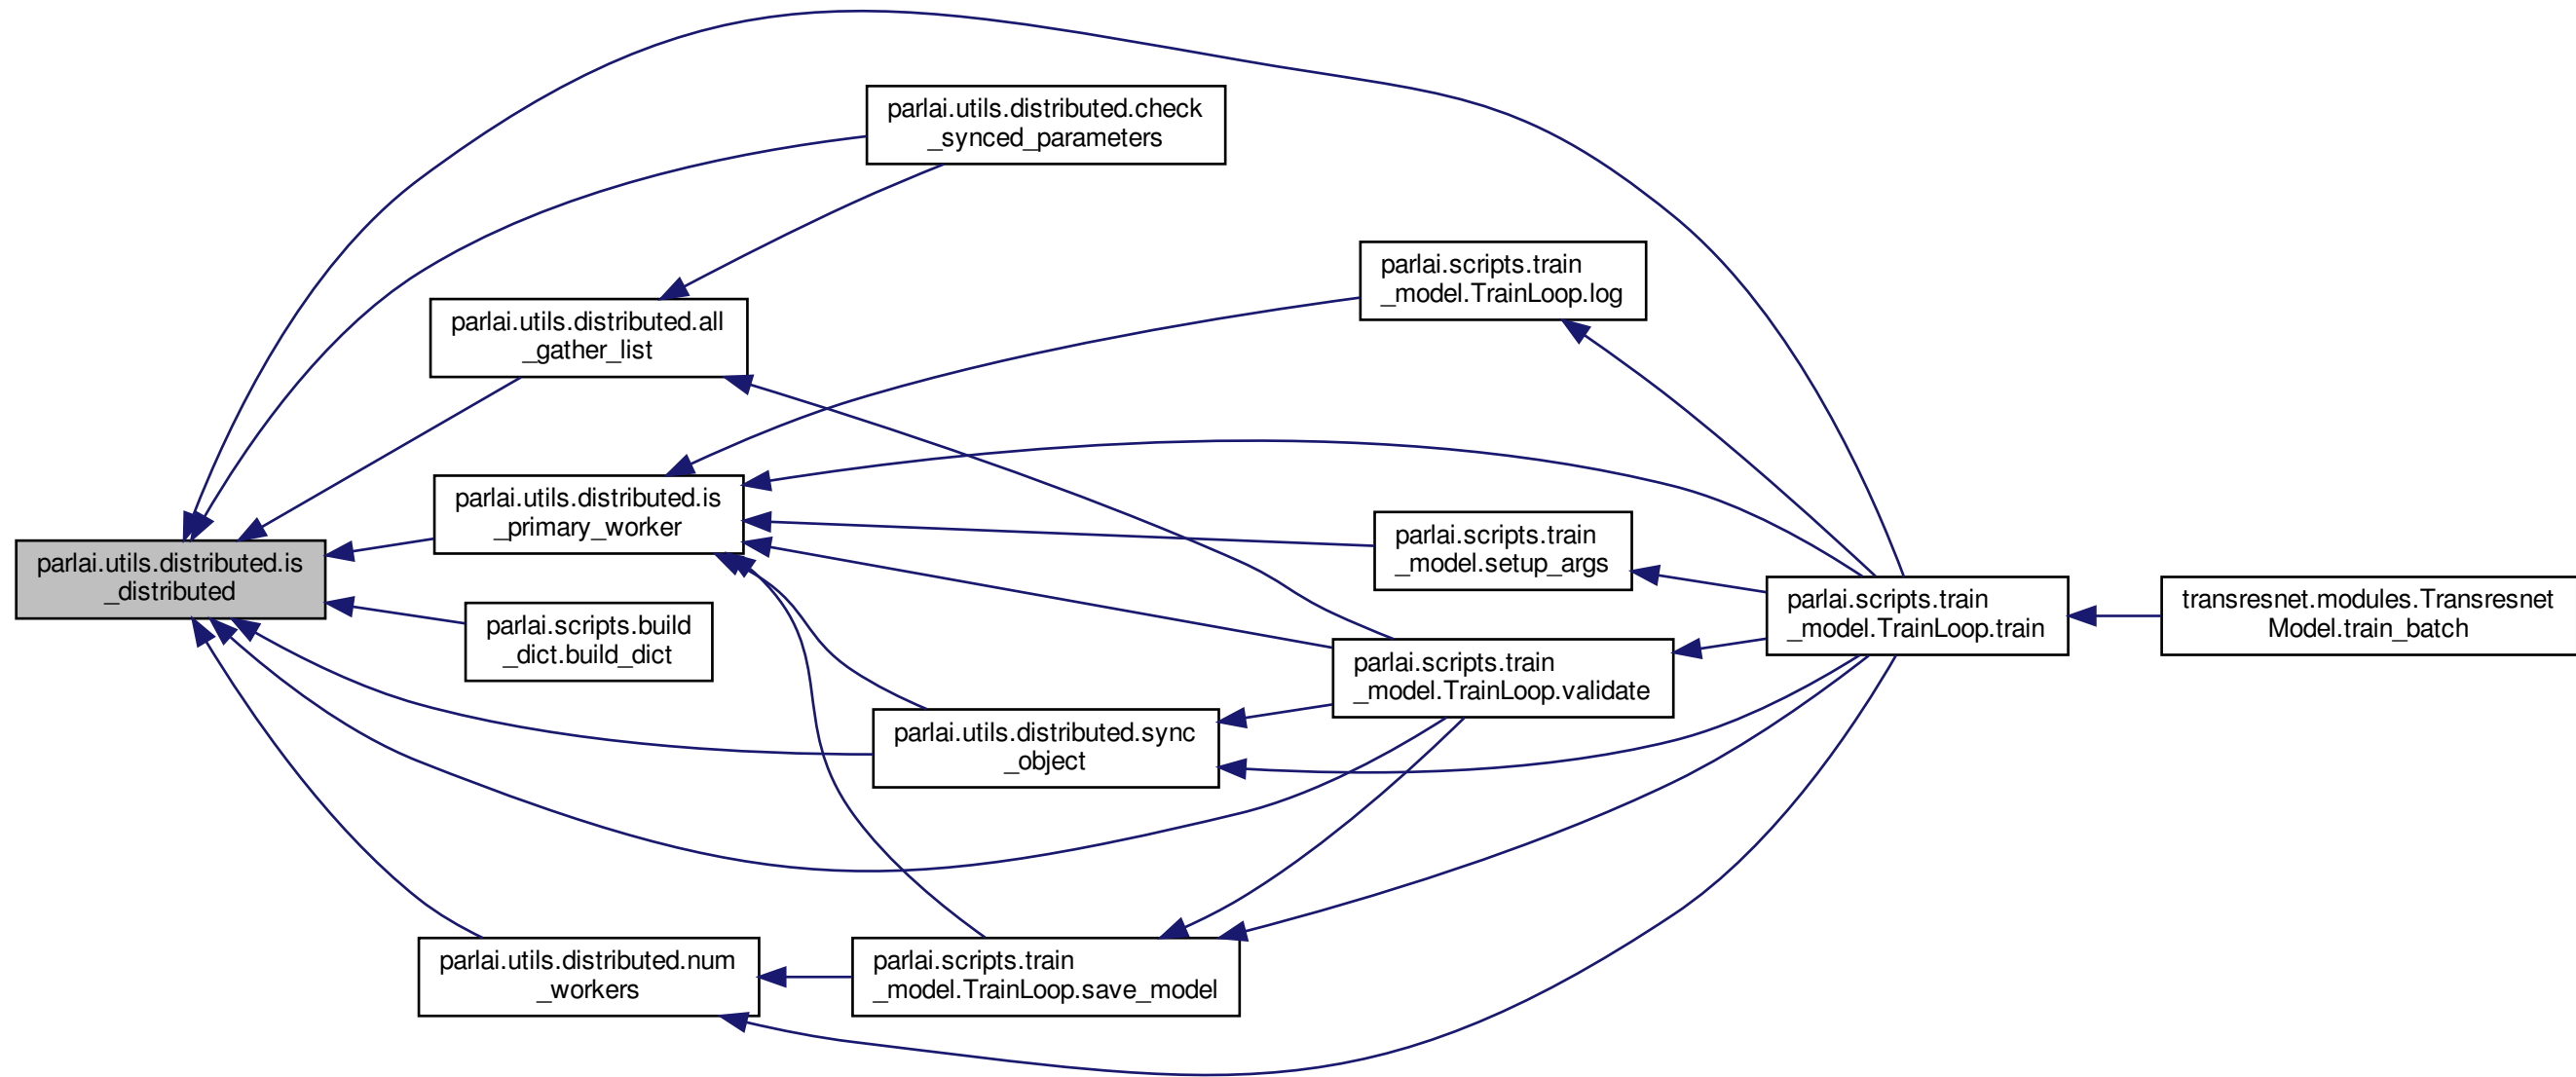 parlai.utils.distributed.check
_synced_parameters
parlai.scripts.train
_model.TrainLoop.log
parlai.utils.distributed.all
_gather_list
parlai.utils.distributed.is
_primary_worker
parlai.scripts.train
_model.setup_args
parlai.utils.distributed.is
_distributed
parlai.scripts.train
_model.TrainLoop.train
transresnet.modules.Transresnet
Model.train_batch
parlai.scripts.build
_dict.build_dict
parlai.scripts.train
_model.TrainLoop.validate
parlai.utils.distributed.sync
_object
parlai.utils.distributed.num
_workers
parlai.scripts.train
_model.TrainLoop.save_model